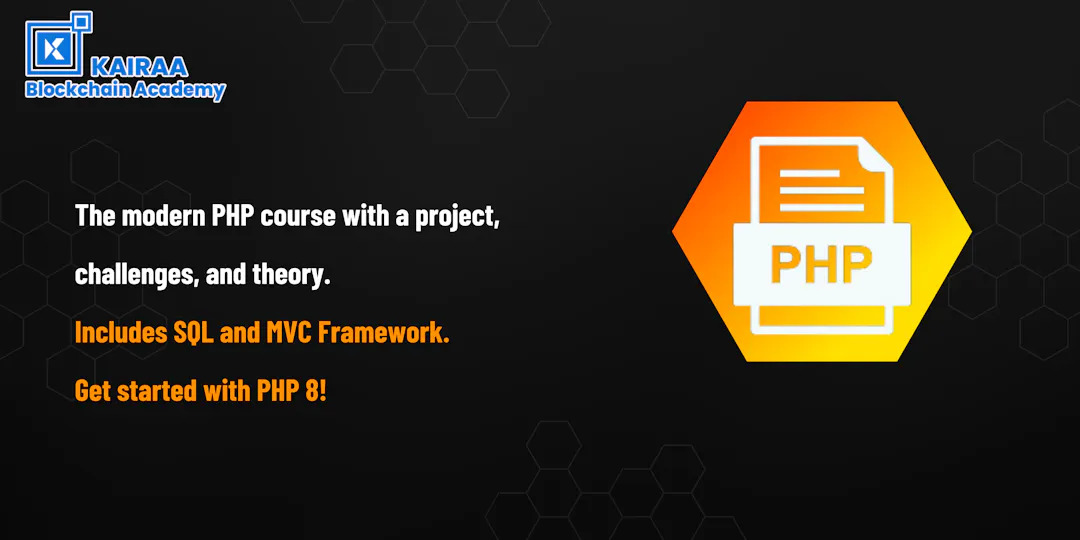 KAIRAA
Blockchain Academy
The modern PHP course with a project,
challenges, and theory.
Includes SQL and MVC Framework.
Get started with PHP 8!
PHP